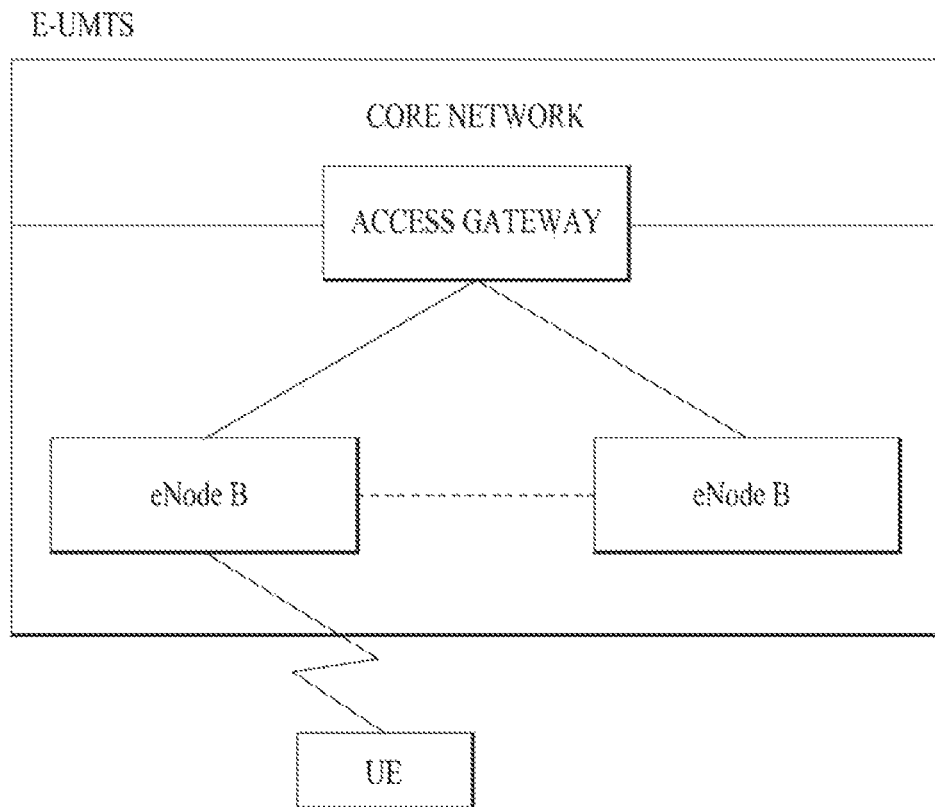 E-UMTS
CORE NETWORK
ACCESS GATEWAY
eNode B
eNode B
UE